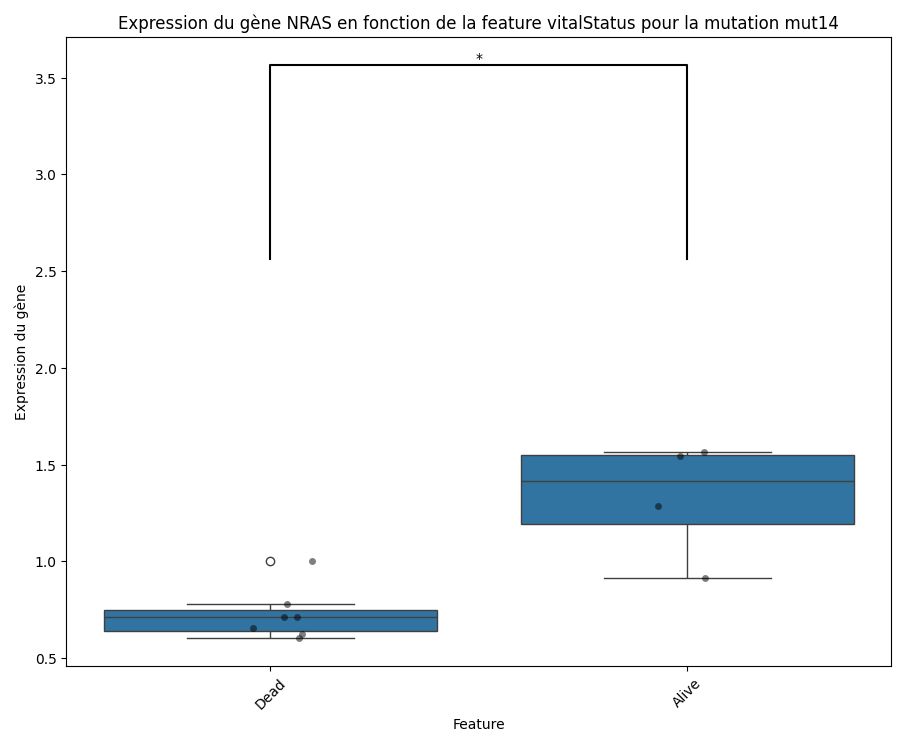 Expression du gène NRAS en fonction de la feature vitalStatus pour la mutation mut14
*
3.5
3.0
2.5
2.0
1.5
1.0
0.5
Expression du gène
Dead
Alive
Feature